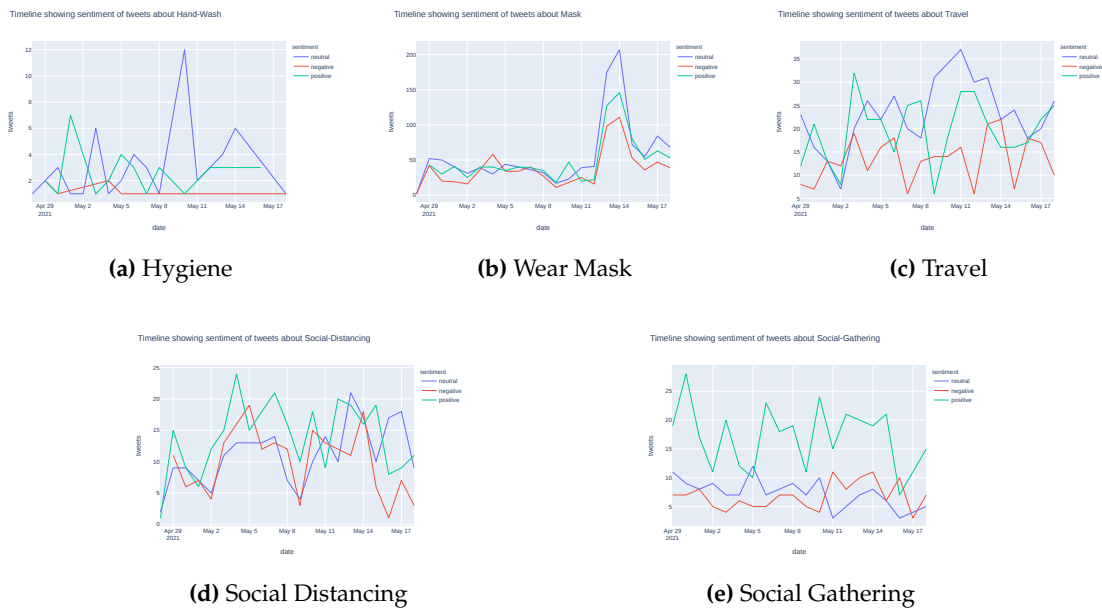 Timeline showing sentiment of tweets about Hand-Wash
sentiment
neutral
negative
positive
tweets
12
10
8
6
4
2
Apr 29
2021
May 2
May 5
May 8
May 11
May 14
May 17
date
(a) Hygiene
Timeline showing sentiment of tweets about Mask
sentiment
neutral
negative
positive
tweets
200
150
100
50
0
Apr 29
2021
May 2
May 5
May 8
May 11
May 14
May 17
date
(b) Wear Mask
Timeline showing sentiment of tweets about Travel
sentiment
neutral
negative
positive
tweets
35
30
25
20
15
10
5
Apr 29
2021
May 2
May 5
May 8
May 11
May 14
May 17
date
(c) Travel
Timeline showing sentiment of tweets about Social-Distancing
sentiment
neutral
negative
positive
tweets
25
20
15
10
5
0
Apr 29
2021
May 2
May 5
May 8
May 11
May 14
May 17
date
(d) Social Distancing
Timeline showing sentiment of tweets about Social-Gathering
sentiment
neutral
negative
positive
tweets
25
20
15
10
5
Apr 29
2021
May 2
May 5
May 8
May 11
May 14
May 17
date
(e) Social Gathering